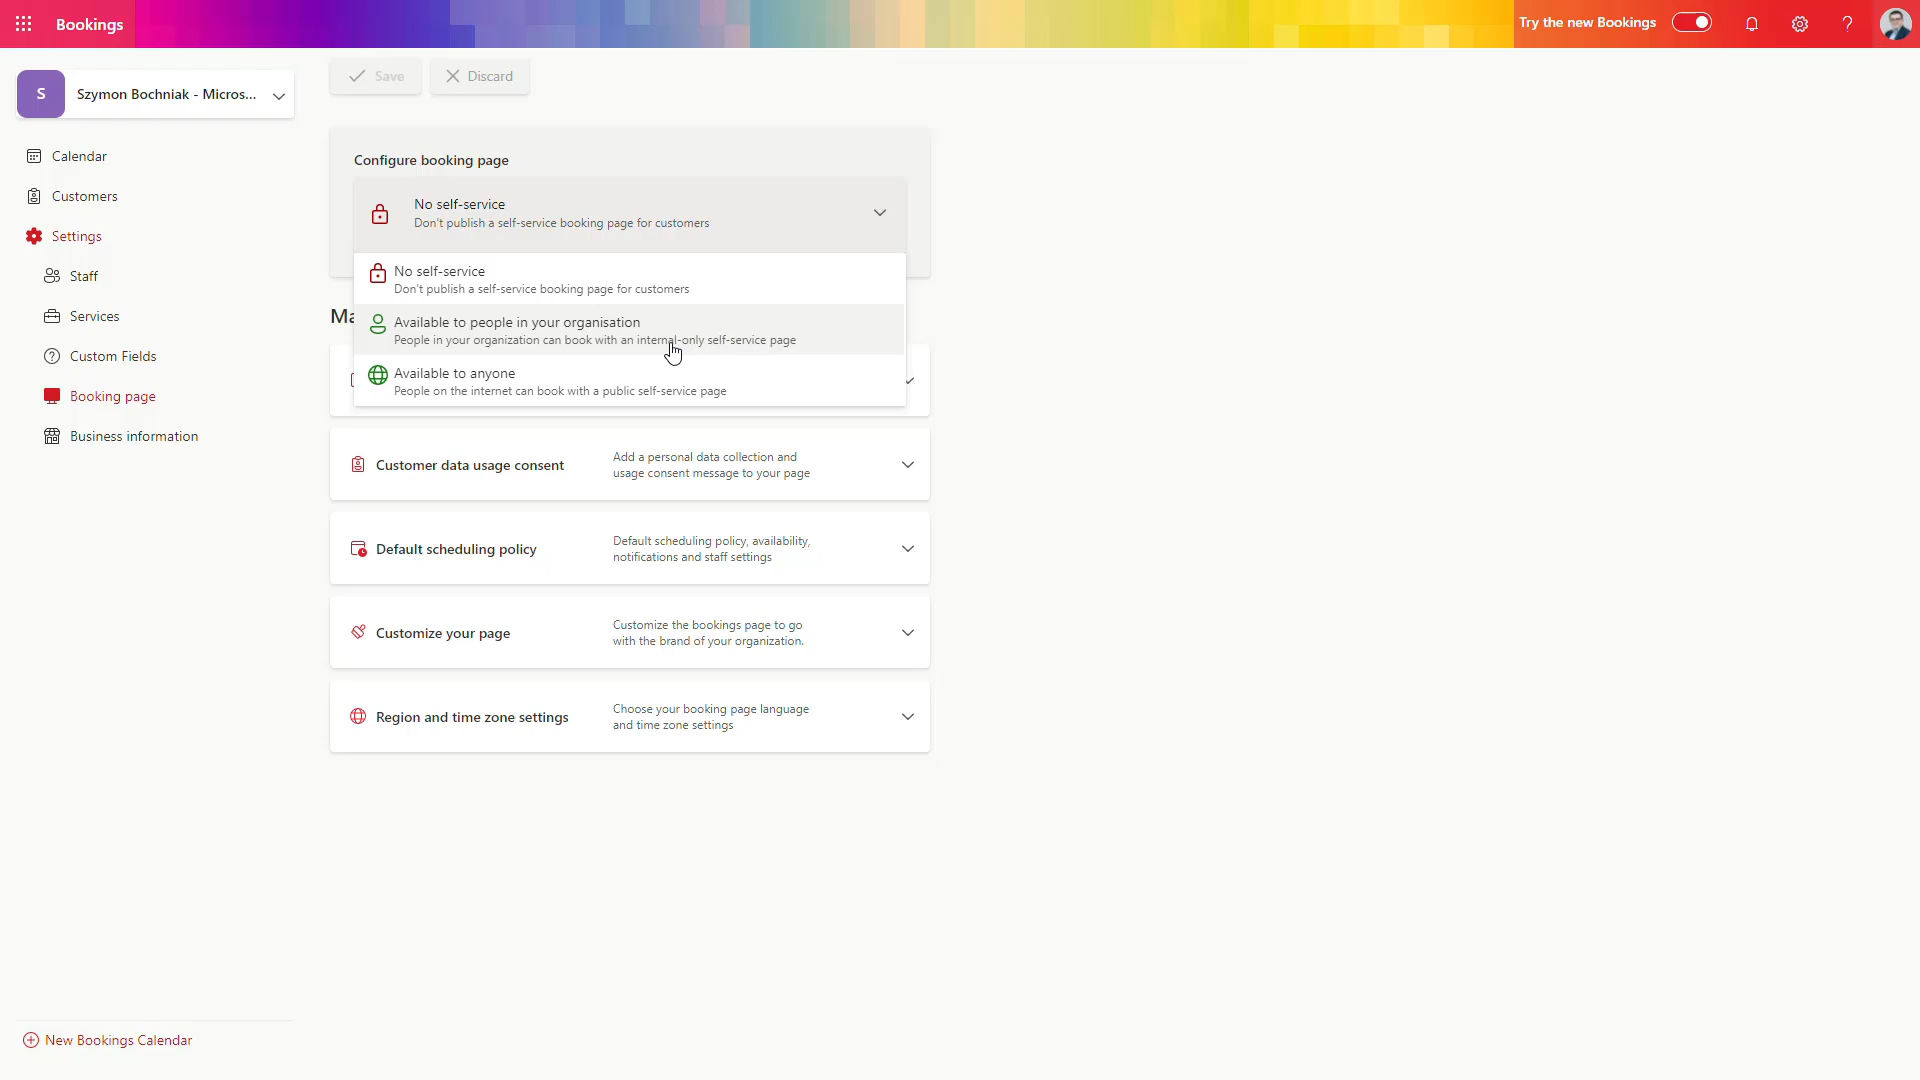 Bookings
Try the new Bookings
S
Szymon Bochniak - Micros...
Save
Discard
Calendar
Customers
Settings
Staff
Services
Custom Fields
Booking page
Business information
Configure booking page
No self-service
Don't publish a self-service booking page for customers
No self-service
Don't publish a self-service booking page for customers
Available to people in your organisation
People in your organization can book with an internal-only self-service page
Available to anyone
People on the internet can book with a public self-service page
Customer data usage consent
Add a personal data collection and
usage consent message to your page
Default scheduling policy
Default scheduling policy, availability,
notifications and staff settings
Customize your page
Customize the bookings page to go
with the brand of your organization.
Region and time zone settings
Choose your booking page language
and time zone settings
New Bookings Calendar